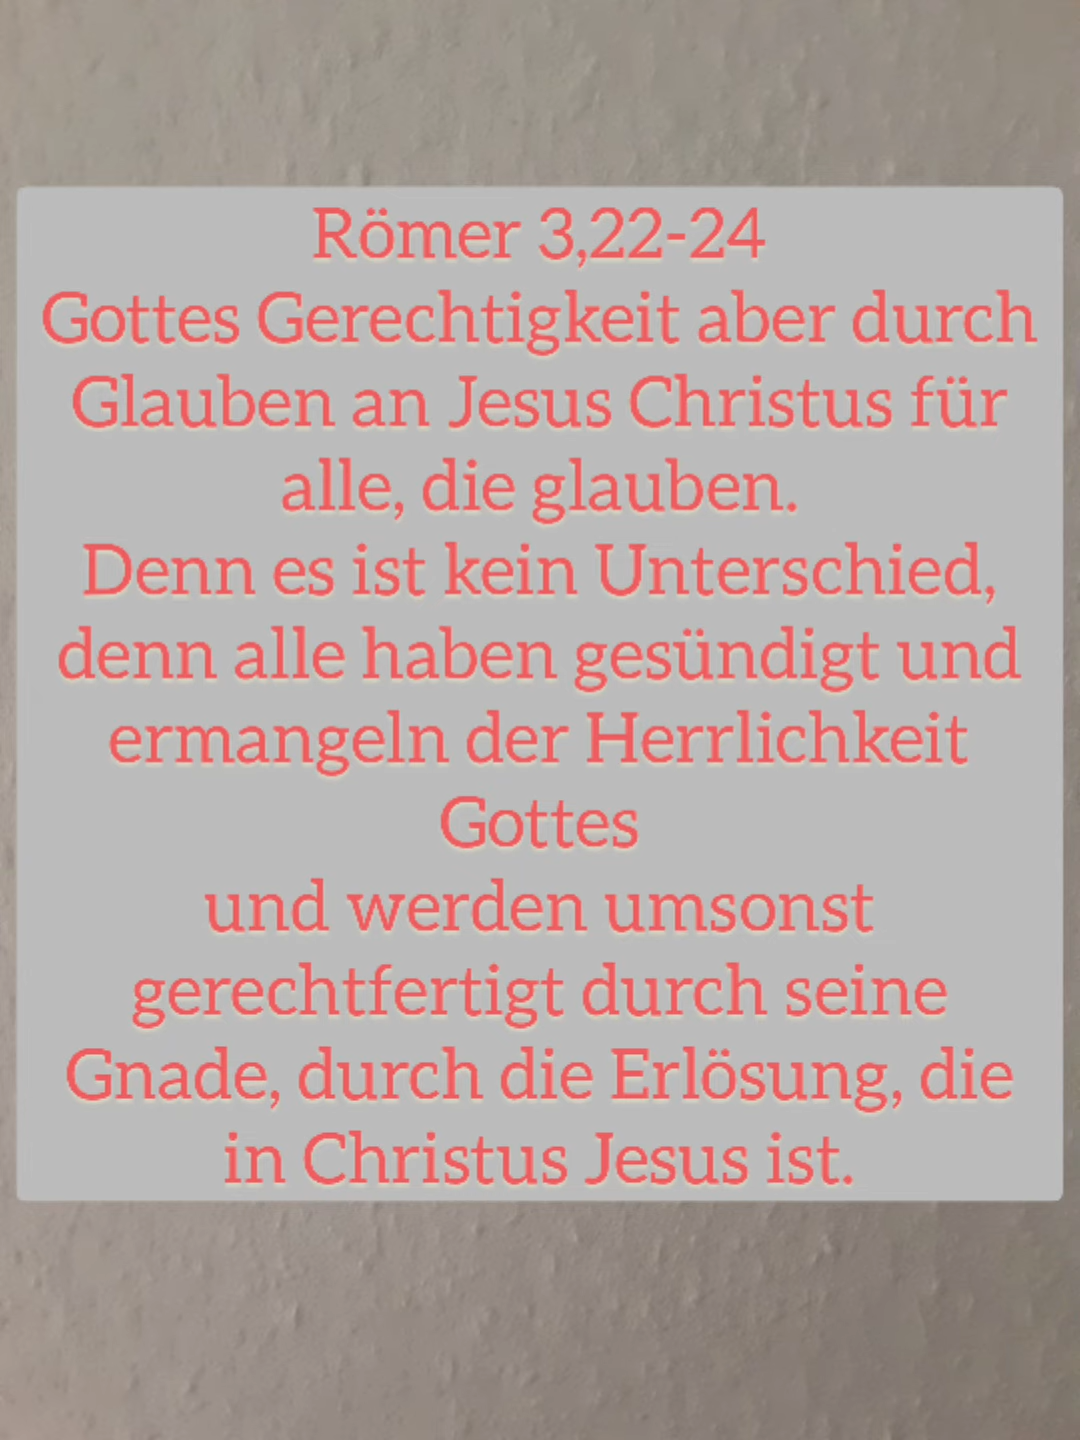 Römer 3,22-24
Gottes Gerechtigkeit aber durch
Glauben an Jesus Christus für
alle, die glauben.
Denn es ist kein Unterschied,
denn alle haben gesündigt und
ermangeln der Herrlichkeit
Gottes
und werden umsonst
gerechtfertigt durch seine
Gnade, durch die Erlösung, die
in Christus Jesus ist.